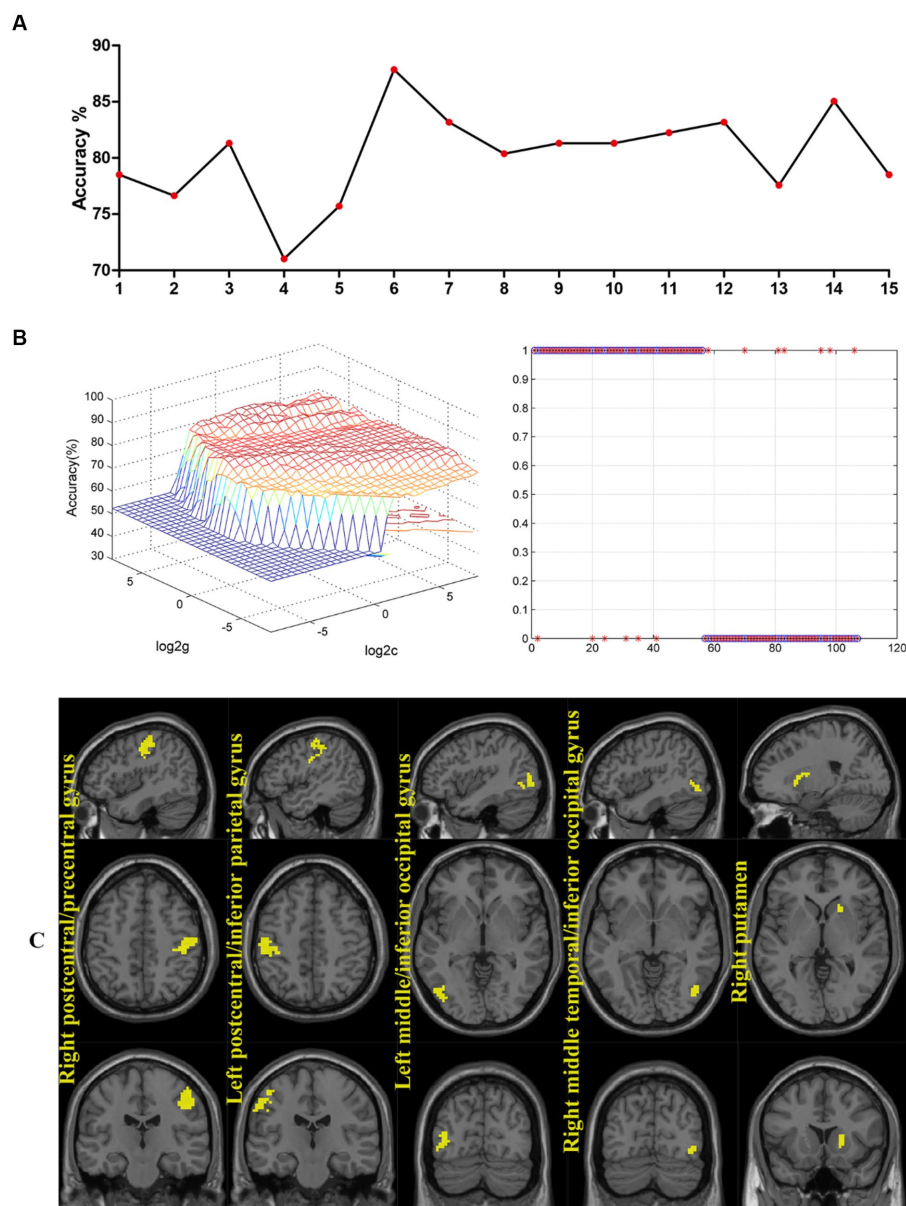 A
Accuracy %
90
85
80
75
70
1 2 3 4 5 6 7 8 9 10 11 12 13 14 15
B
Accuracy(%)
100
90
80
70
60
50
40
30
5
0
-5
log2g
-5
0
5
log2c
1
0.9
0.8
0.7
0.6
0.5
0.4
0.3
0.2
0.1
0
0 20 40 60 80 100 120
C
Right postcentral/precentral gyrus
Left postcentral/inferior parietal gyrus
Left middle/inferior occipital gyrus
Right middle temporal/inferior occipital gyrus
Right putamen